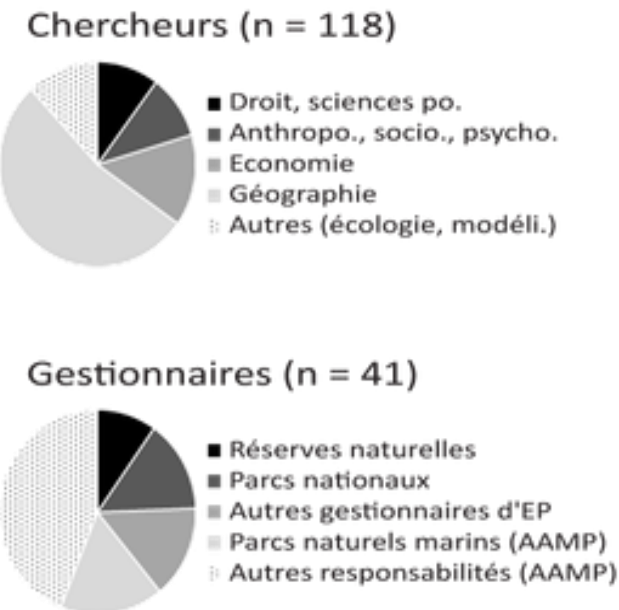 Chercheurs (n = 118)
Droit, sciences po.
Anthropo., socio., psycho.
Economie
Géographie
Autres (écologie, modéli.)
Gestionnaires (n = 41)
Réserves naturelles
Parcs nationaux
Autres gestionnaires d'EP
Parcs naturels marins (AAMP)
Autres responsabilités (AAMP)